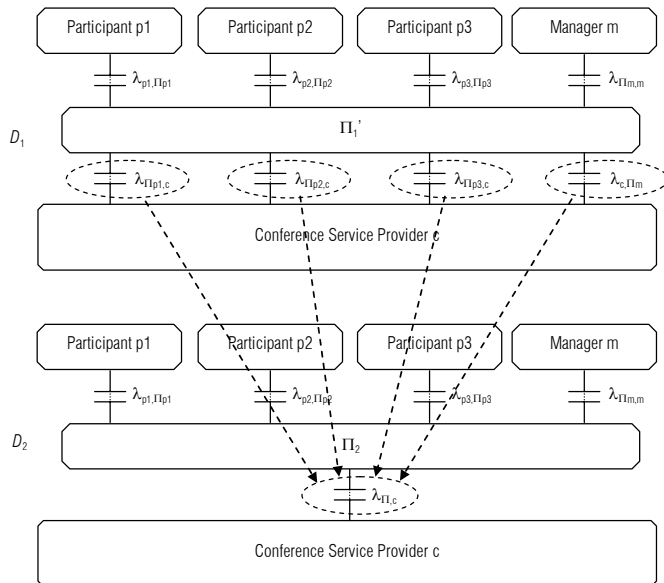 Participant p1 Participant p2 Participant p3 Manager m
λp1,Πp1 λp2,Πp2 λp3,Πp3 λΠm,m
Π1'
D1
λΠp1,c λΠp2,c λΠp3,c λc,Πm
Conference Service Provider c
Participant p1 Participant p2 Participant p3 Manager m
λp1,Πp1 λp2,Πp2 λp3,Πp3 λΠm,m
D2
Π2
λΠ,c
Conference Service Provider c